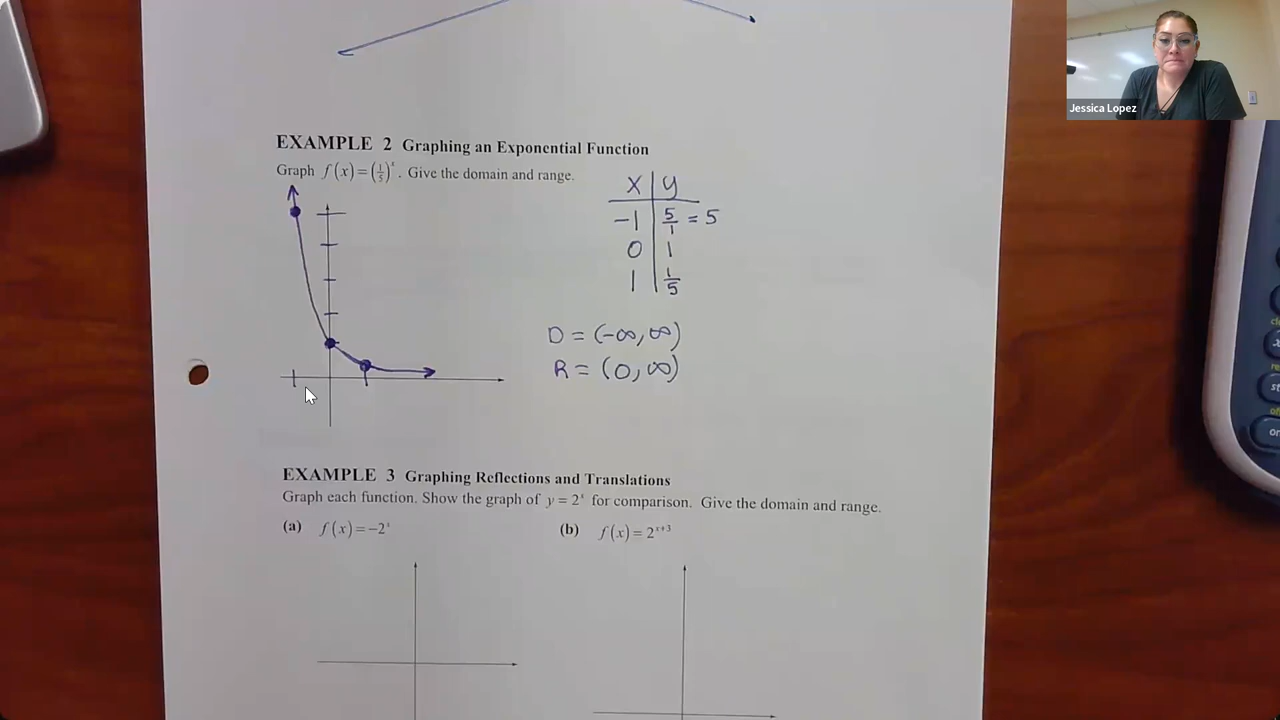 Jessica Lopez
EXAMPLE 2 Graphing an Exponential Function
Graph f(x)=(1/5)^x. Give the domain and range.
X | y
-1 | 5/1 = 5
0 | 1
1 | 1/5
D = (-∞, ∞)
R = (0, ∞)
EXAMPLE 3 Graphing Reflections and Translations
Graph each function. Show the graph of y = 2^x for comparison. Give the domain and range.
(a) f(x)=-2^x (b) f(x)= 2^(x+3)